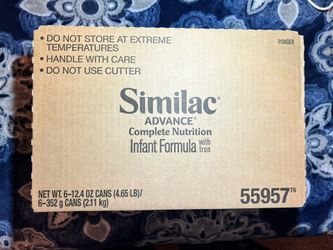 • DO NOT STORE AT EXTREME
TEMPERATURES
• HANDLE WITH CARE
• DO NOT USE CUTTER
POWDER
Similac®
ADVANCE®
Complete Nutrition
Infant Formula with Iron
NET WT. 6–12.4 OZ CANS (4.65 LB)/
6–352 g CANS (2.11 kg)
55957 76